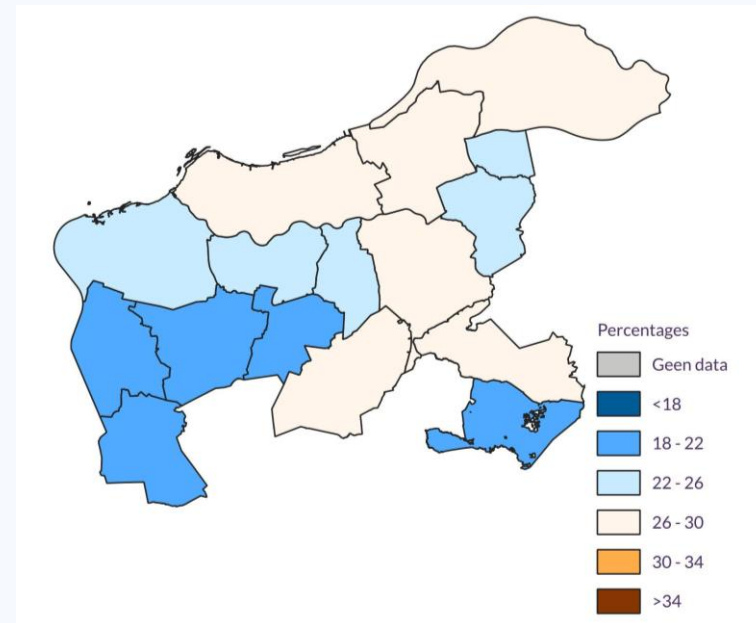 Percentages
Geen data
<18
18 - 22
22 - 26
26 - 30
30 - 34
>34